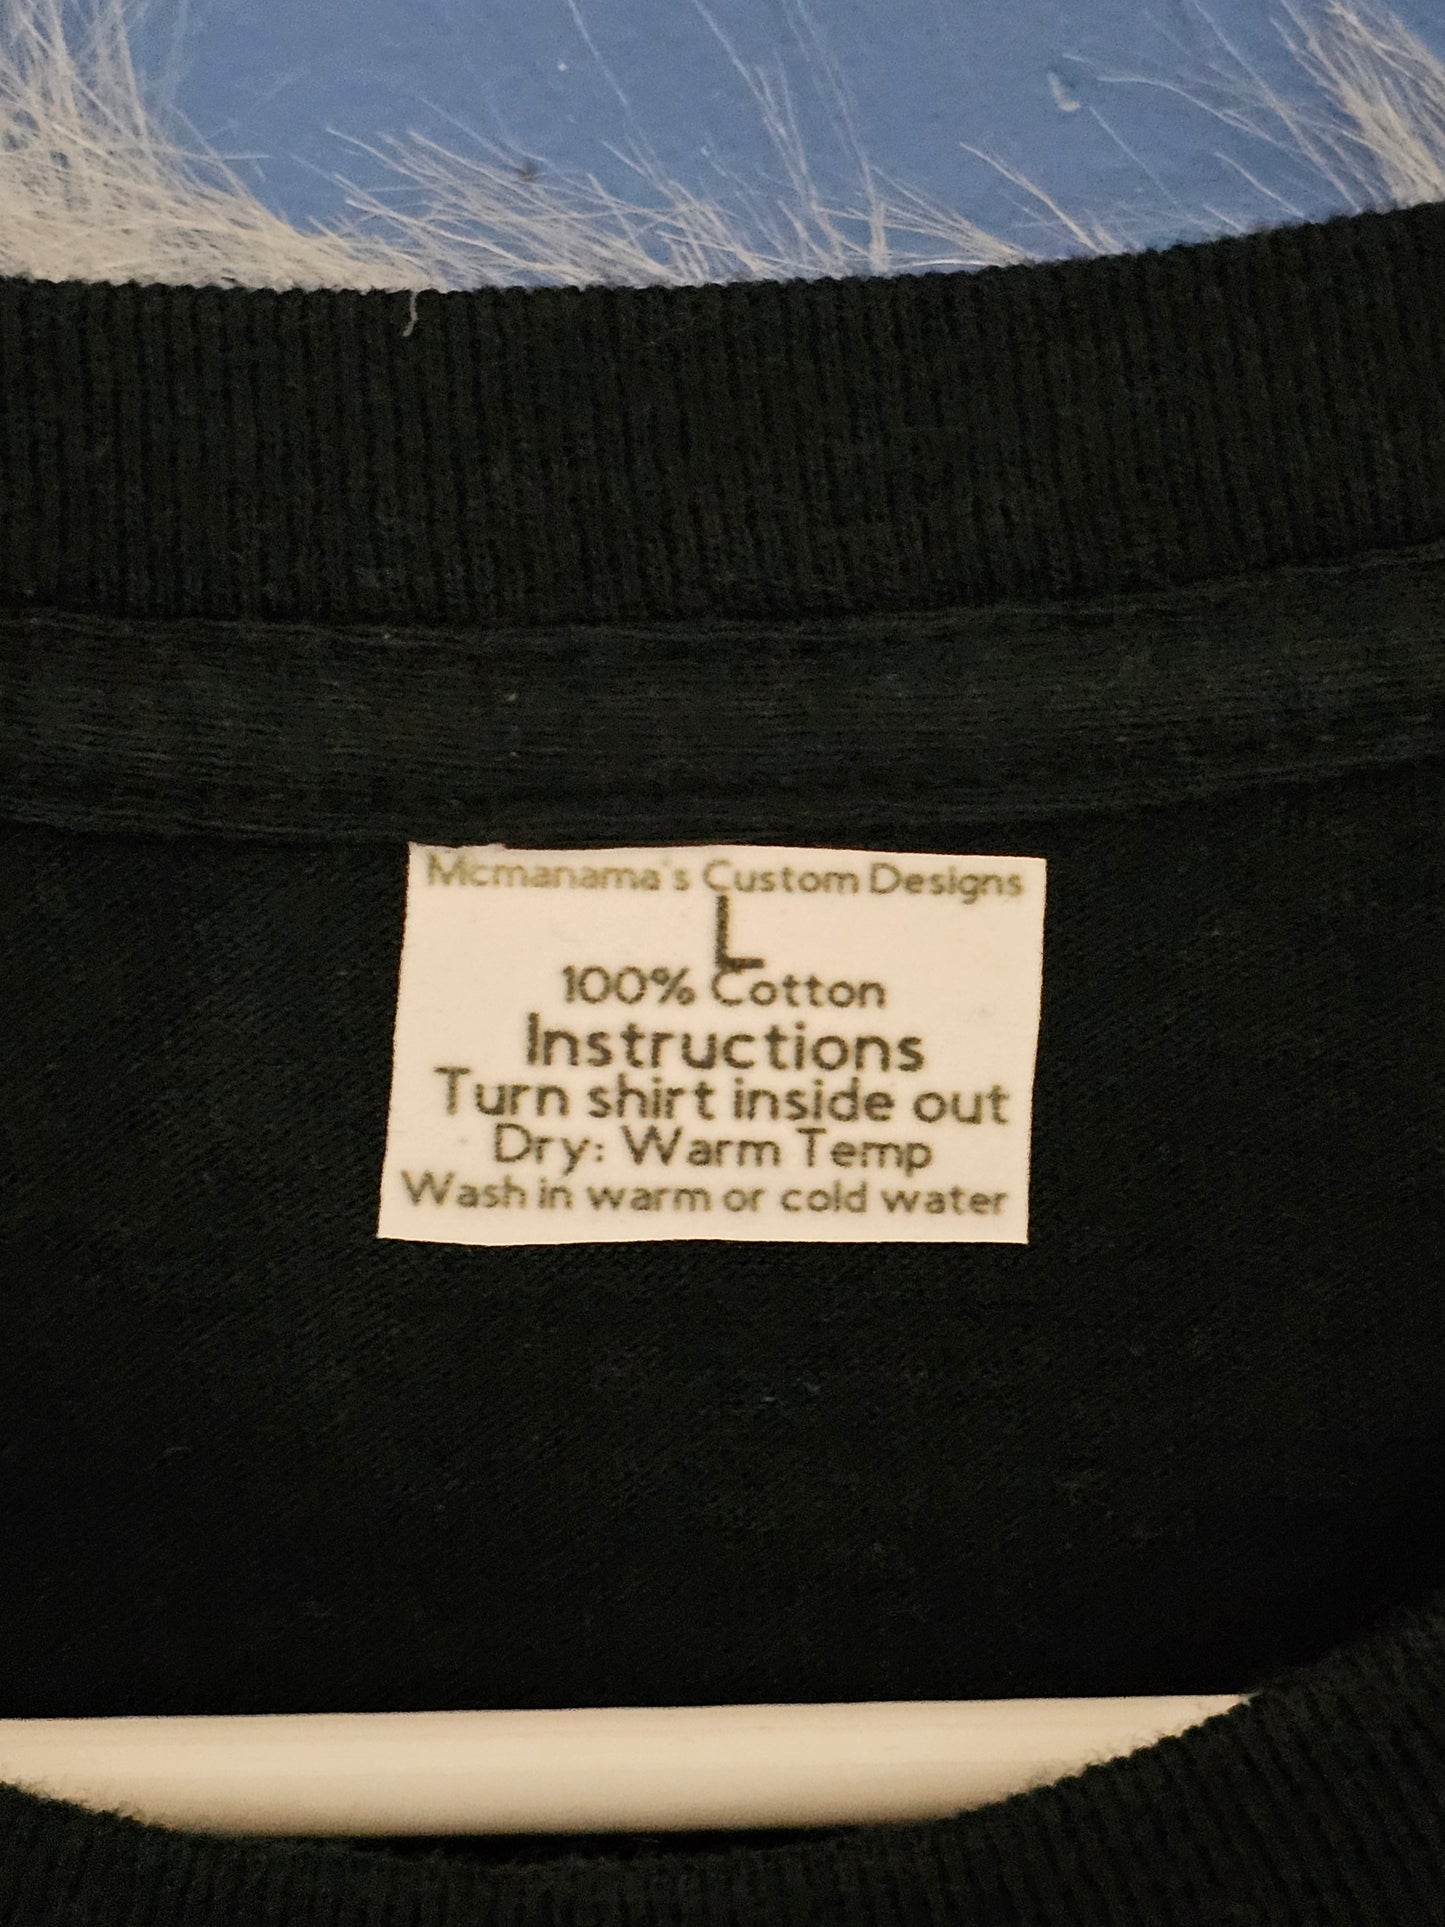 Mcmanama's Custom Designs
L
100% Cotton
Instructions
Turn shirt inside out
Dry: Warm Temp
Wash in warm or cold water